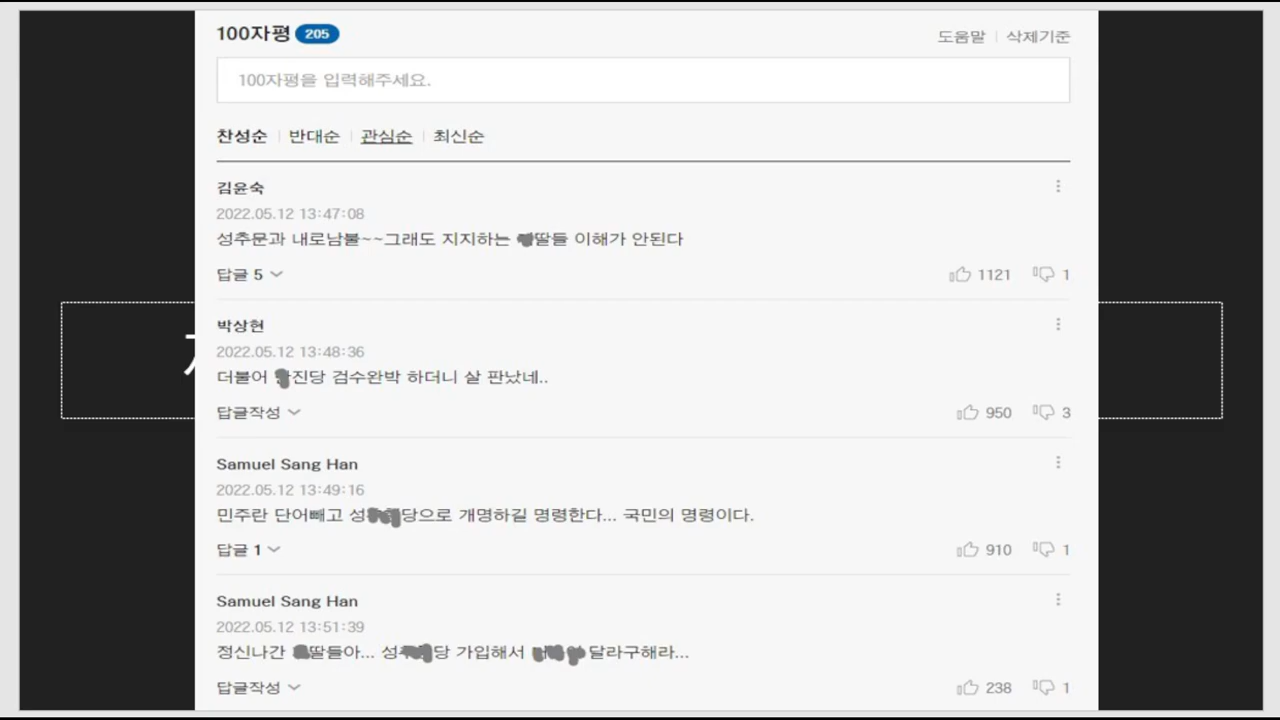 100자평 205
도움말 삭제기준
100자평을 입력해주세요.
찬성순 반대순 관심순 최신순
김윤숙
2022.05.12 13:47:08
성추문과 내로남불~~그래도 지지하는 딸들 이해가 안된다
답글 5
1121 1
박상현
2022.05.12 13:48:36
더불어 진당 검수완박 하더니 살 판났네..
답글작성
950 3
Samuel Sang Han
2022.05.12 13:49:16
민주란 단어빼고 성 당으로 개명하길 명령한다... 국민의 명령이다.
답글 1
910 1
Samuel Sang Han
2022.05.12 13:51:39
정신나간 딸들아... 성 당 가입해서 달라구해라...
답글작성
238 1